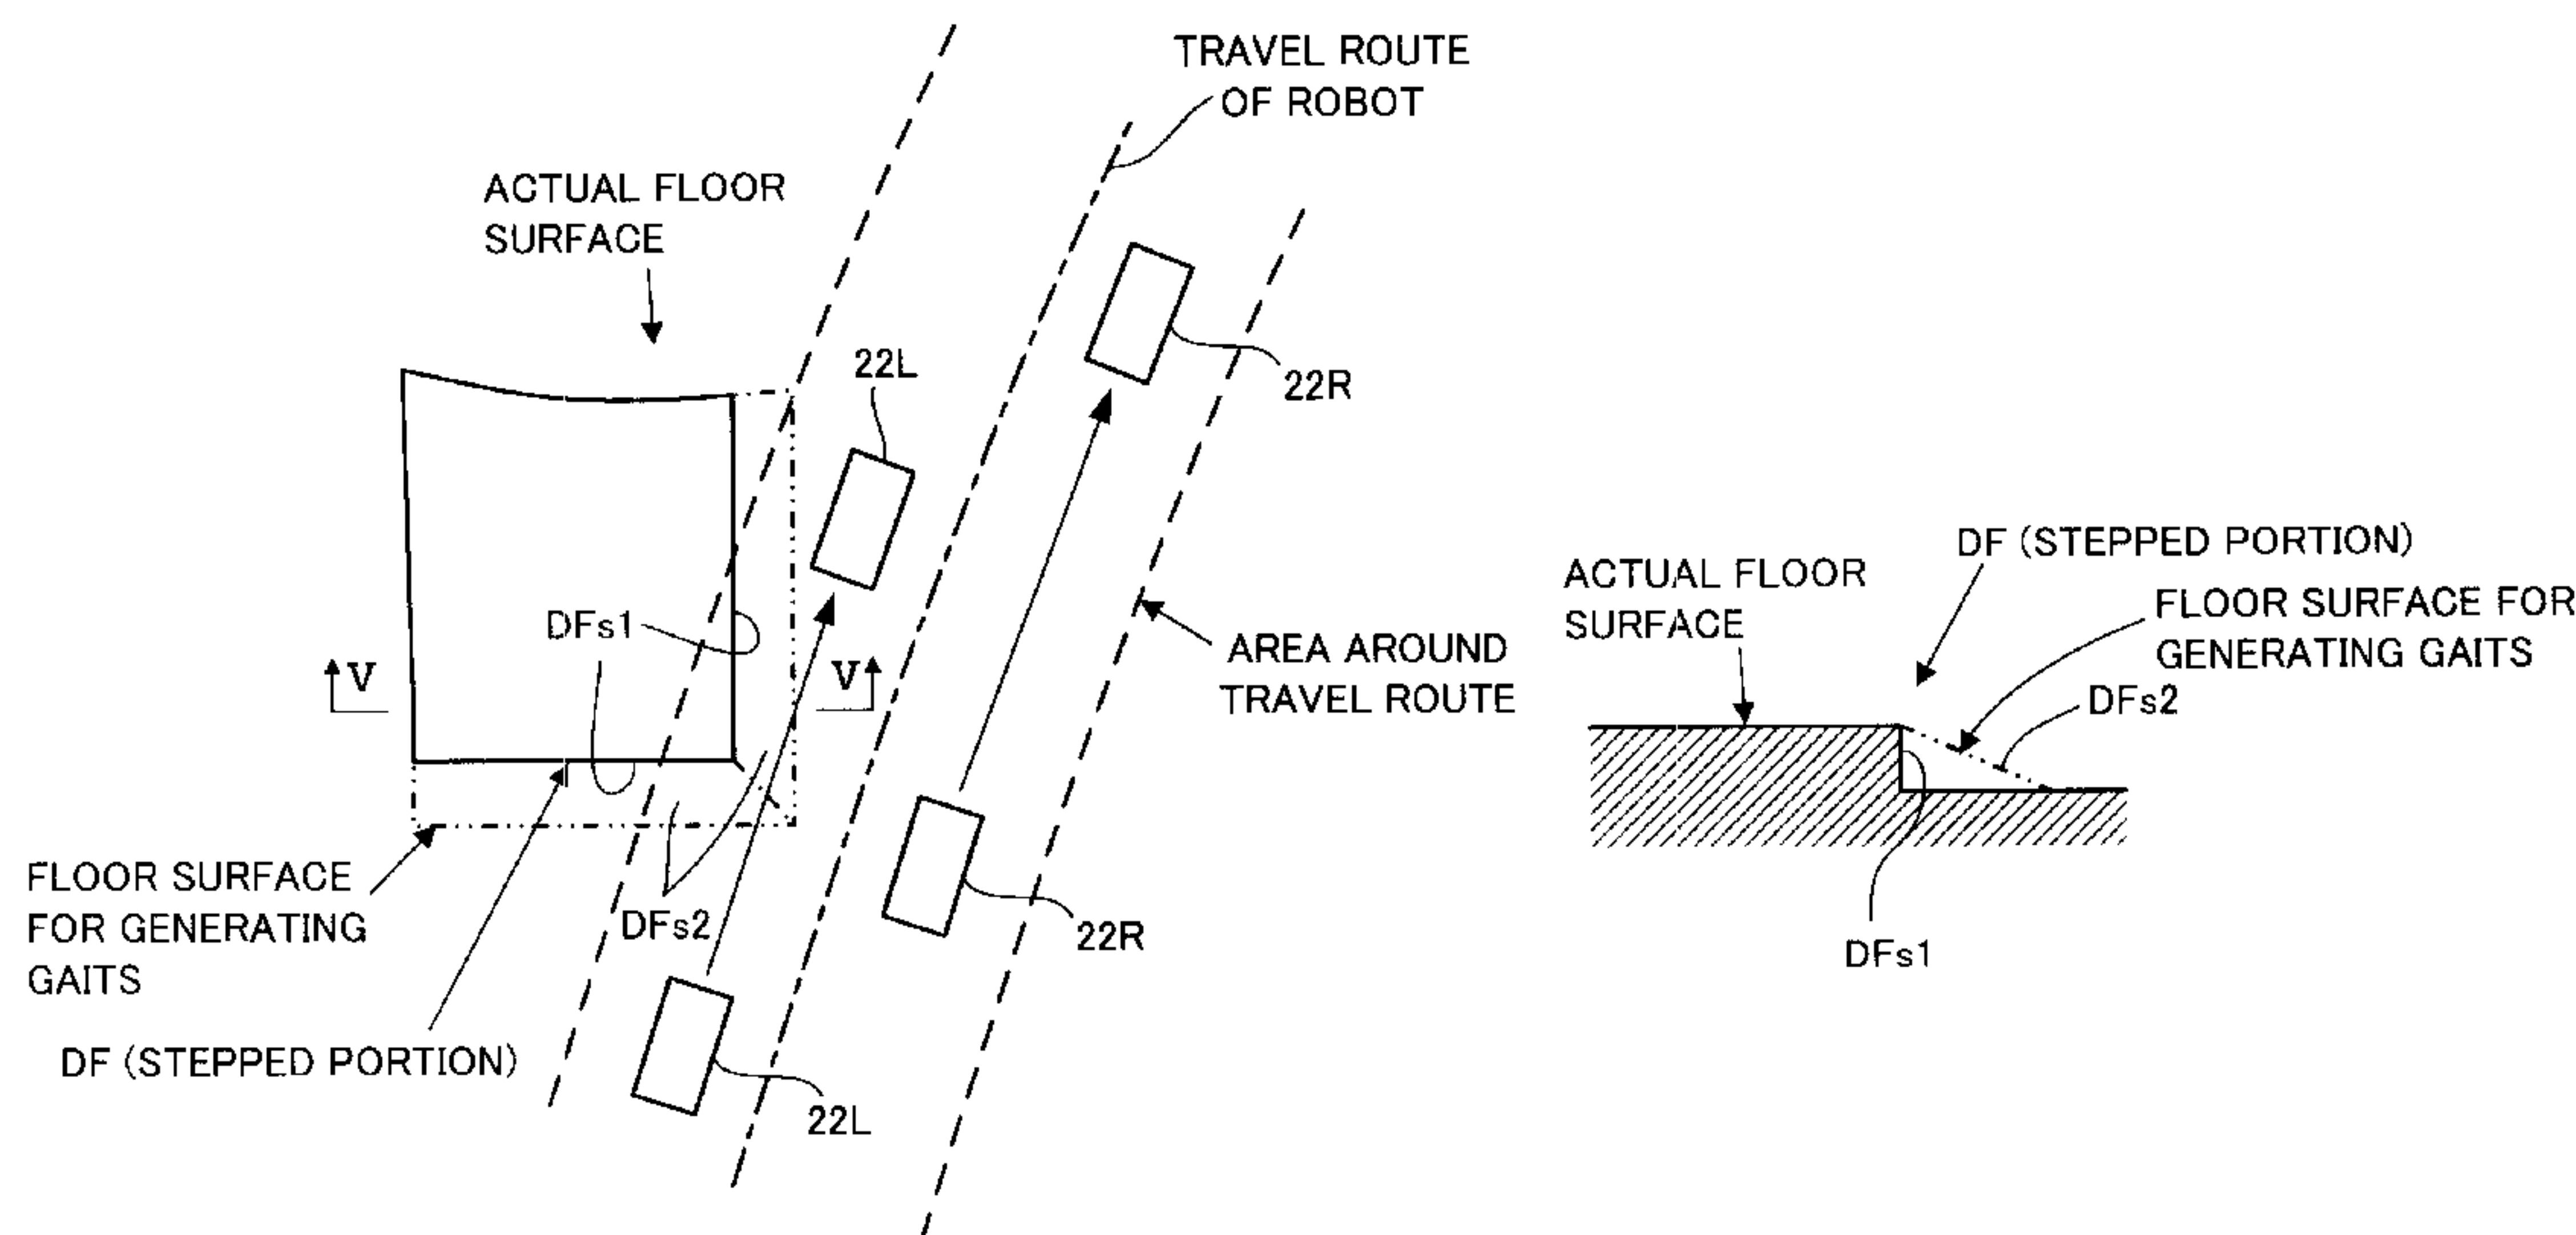 TRAVEL ROUTE
OF ROBOT
ACTUAL FLOOR
SURFACE
22L
22R
DFs1
V
V
AREA AROUND
TRAVEL ROUTE
FLOOR SURFACE
FOR GENERATING
GAITS
DFs2
22R
DF (STEPPED PORTION)
22L
DF (STEPPED PORTION)
ACTUAL FLOOR
SURFACE
FLOOR SURFACE FOR
GENERATING GAITS
DFs2
DFs1